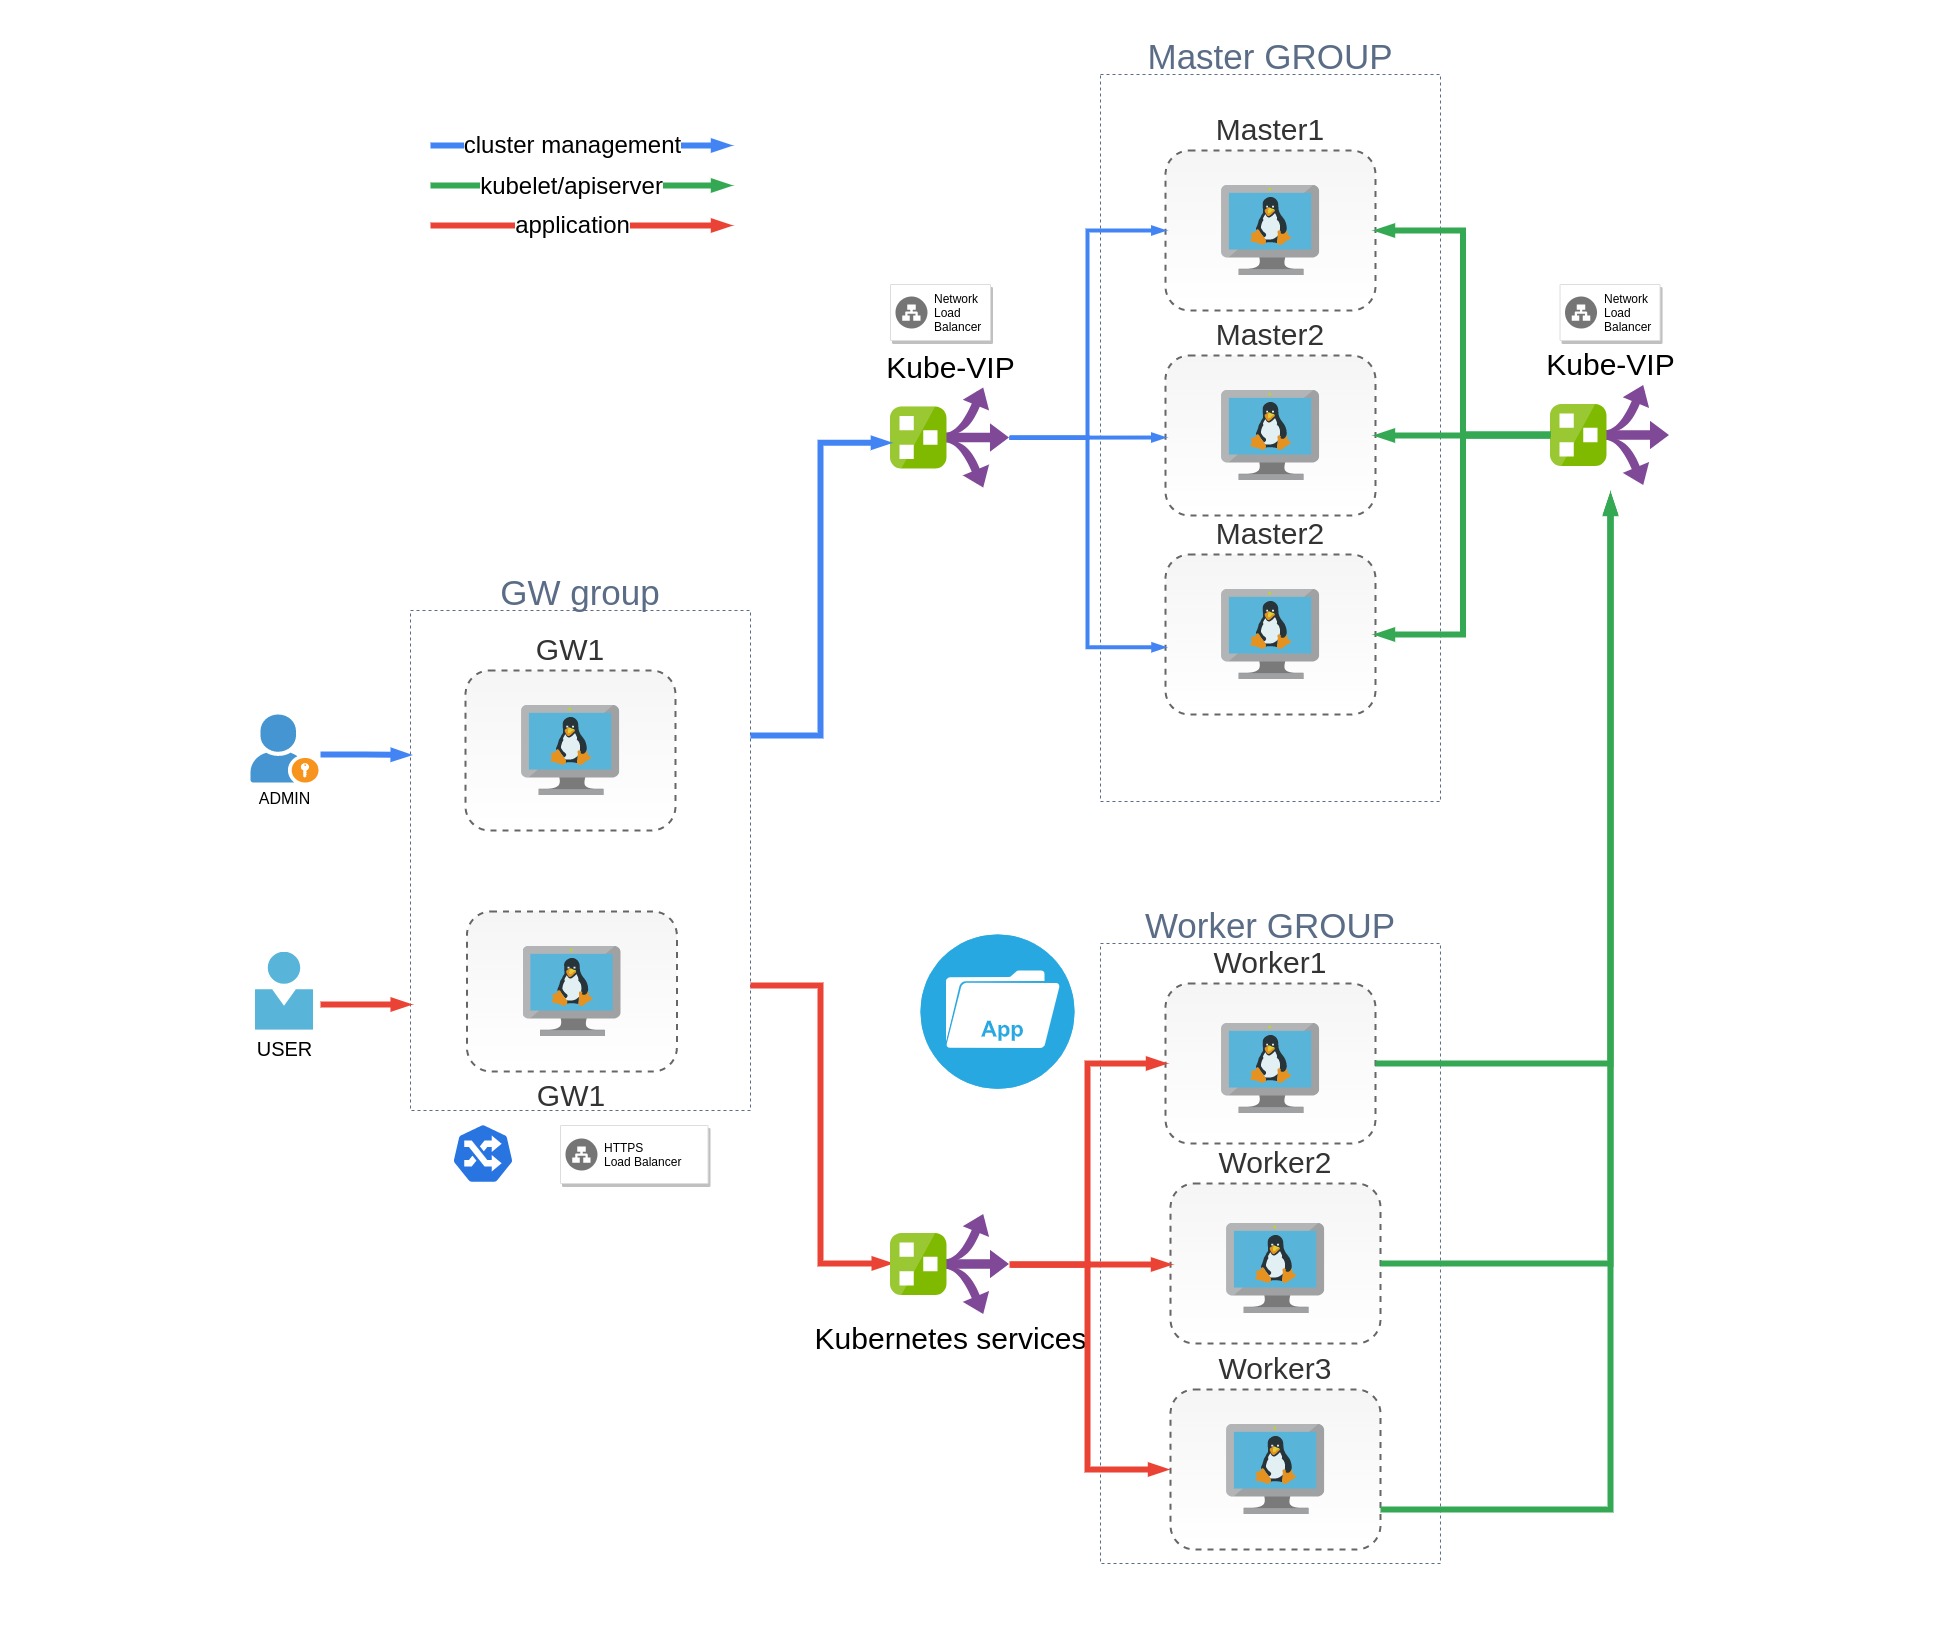 Master GROUP
Master1
cluster management
kubelet/apiserver
application
Network
Load
Balancer
Kube-VIP
Network
Load
Balancer
Kube-VIP
Master2
Master2
GW group
GW1
ADMIN
USER
GW1
HTTPS
Load Balancer
Worker GROUP
Worker1
App
Worker2
Kubernetes services
Worker3